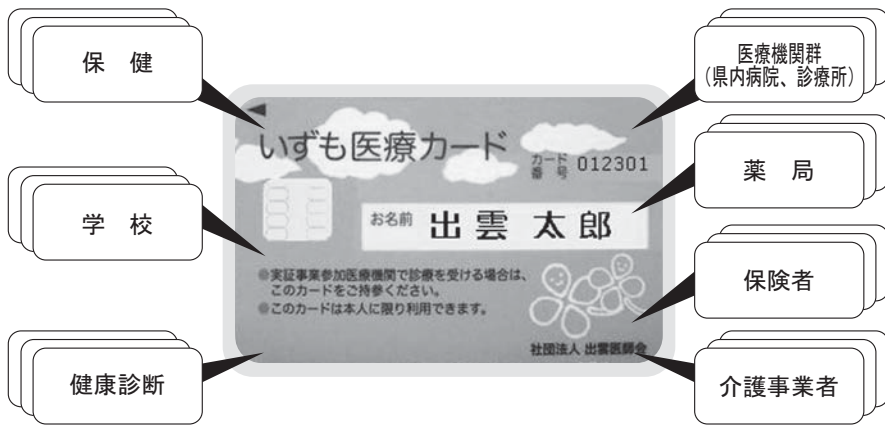 保　健
学　校
健康診断
いずも医療カード
カード
番　号 012301
お名前 出雲 太郎
●実証事業参加医療機関で診療を受ける場合は、
このカードをご持参ください。
●このカードは本人に限り利用できます。
社団法人 出雲医師会
医療機関群
（県内病院、診療所）
薬　局
保険者
介護事業者